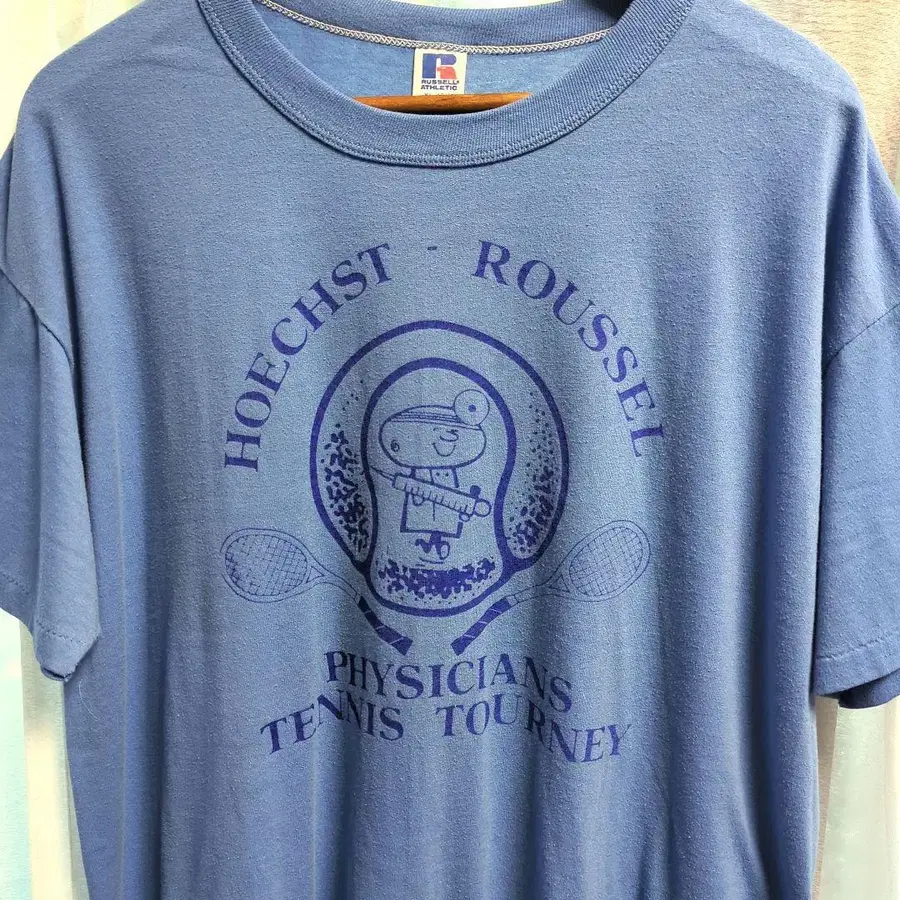 RUSSELL
ATHLETIC
HOECHST - ROUSSEL
PHYSICIANS
TENNIS TOURNEY